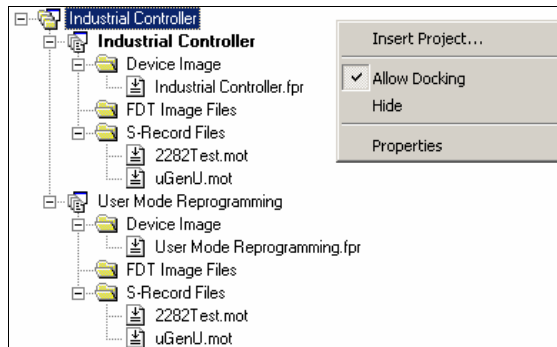 Industrial Controller
Industrial Controller
Device Image
Industrial Controller.fpr
FDT Image Files
S-Record Files
2282Test.mot
uGenU.mot
User Mode Reprogramming
Device Image
User Mode Reprogramming.fpr
FDT Image Files
S-Record Files
2282Test.mot
uGenU.mot
Insert Project...
Allow Docking
Hide
Properties